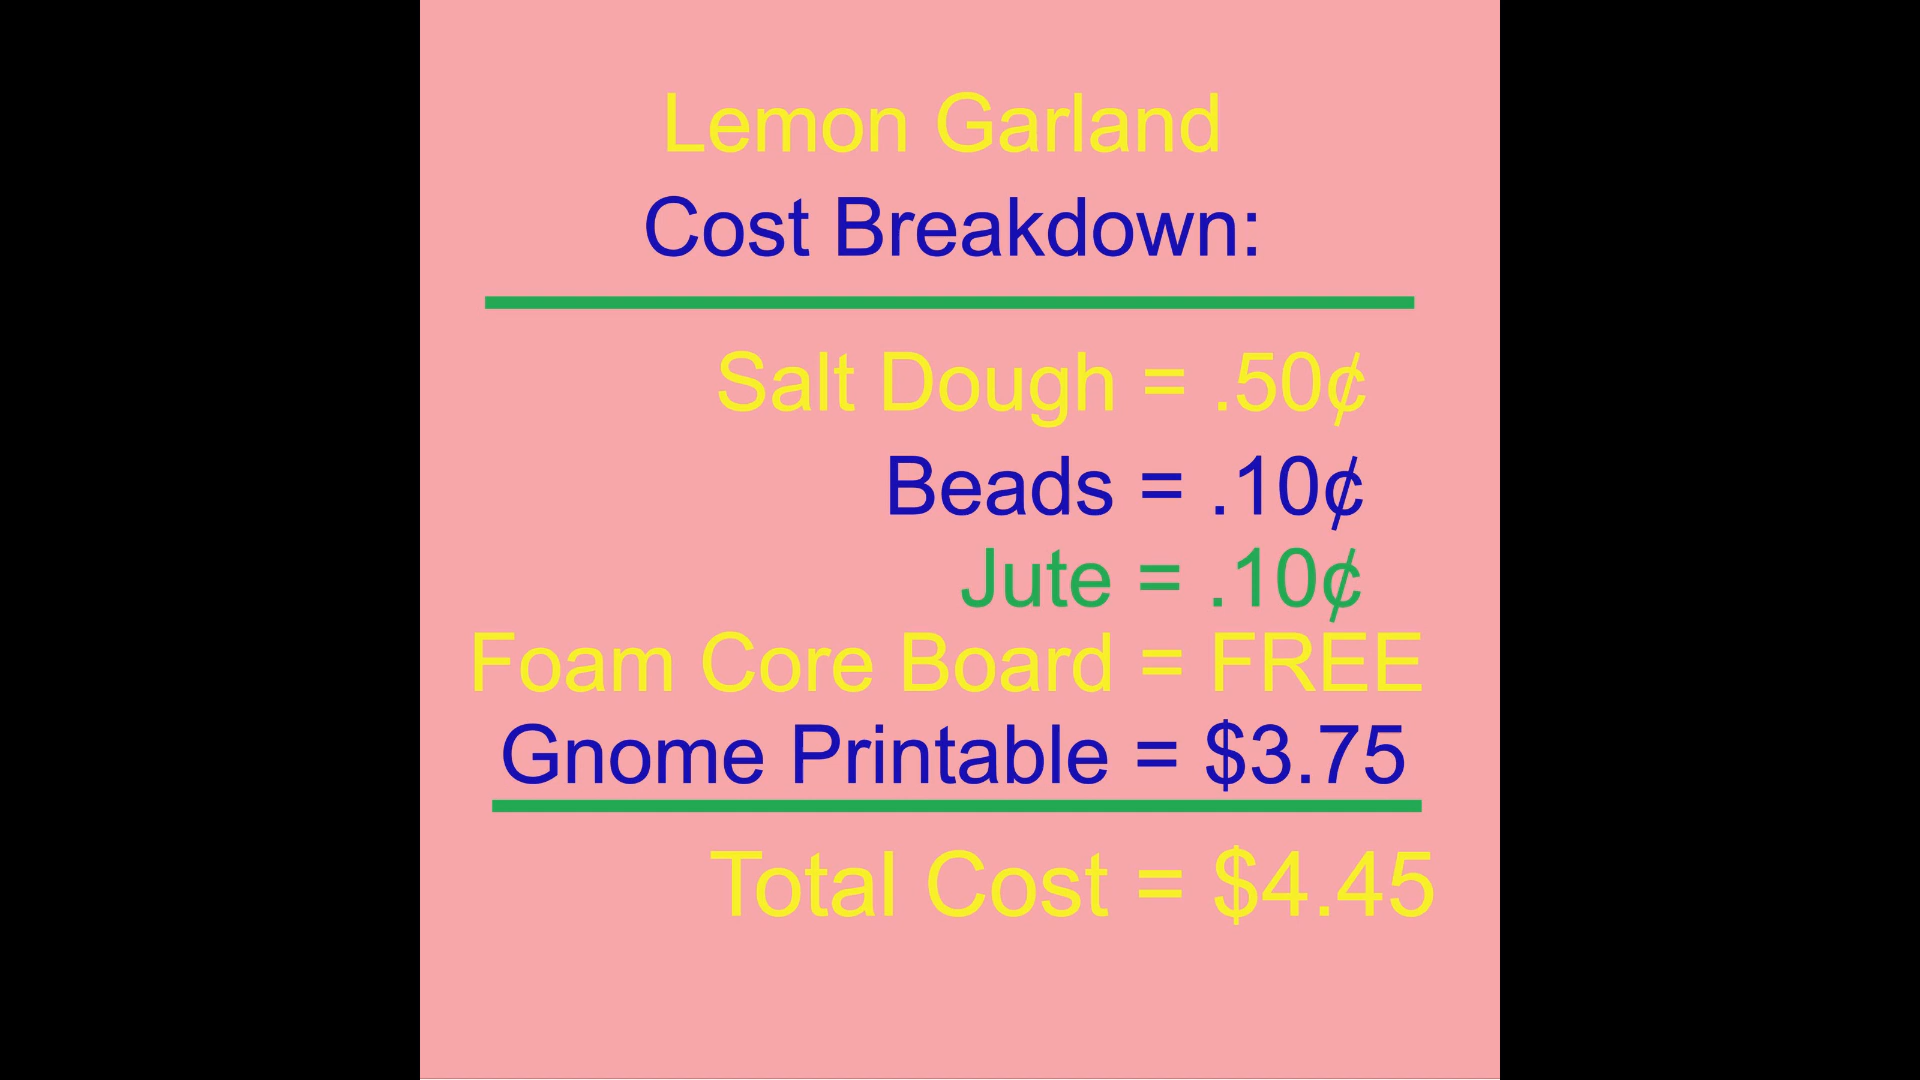 Lemon Garland
Cost Breakdown:
Salt Dough = .50¢
Beads = .10¢
Jute = .10¢
Foam Core Board = FREE
Gnome Printable = $3.75
Total Cost = $4.45